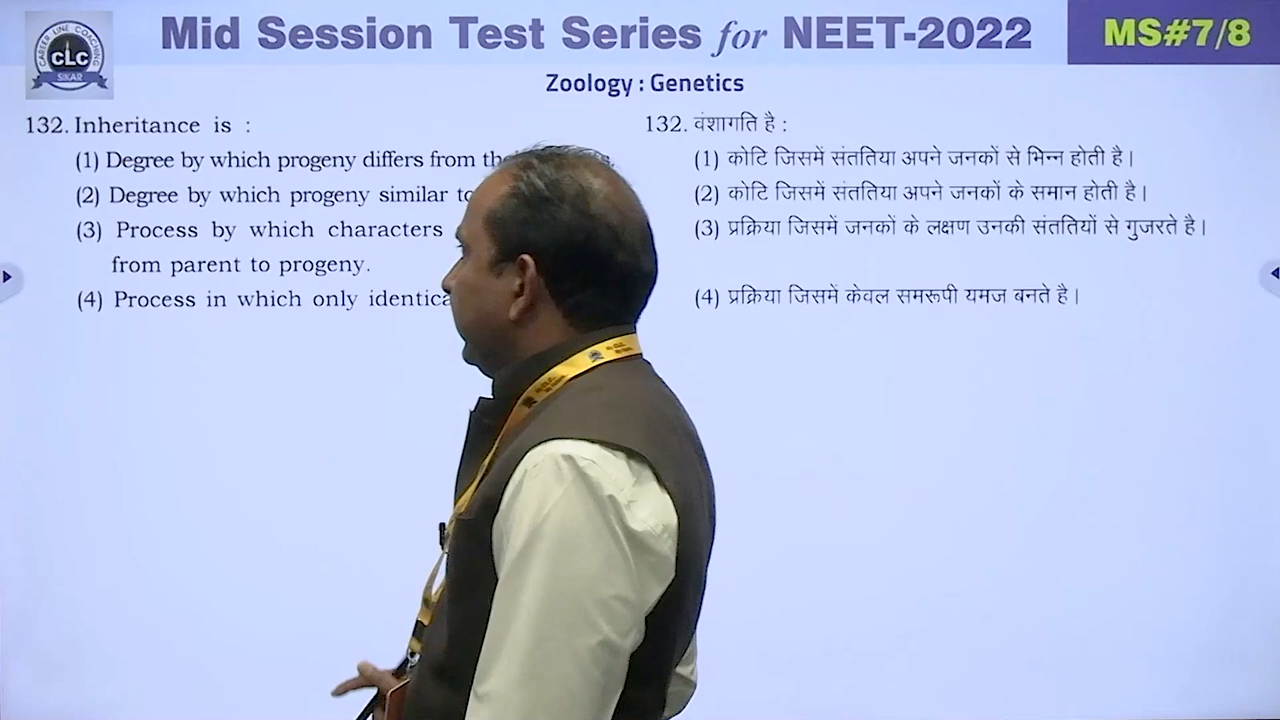 Mid Session Test Series for NEET-2022
MS#7/8
CAREER LINE COACHING
CLC
SIKAR
Zoology : Genetics
132. Inheritance is :
(1) Degree by which progeny differs from
(2) Degree by which progeny similar to
(3) Process by which characters
from parent to progeny.
(4) Process in which only
132. वंशागति है :
(1) कोटि जिसमें संततिया अपने जनकों से भिन्न होती है।
(2) कोटि जिसमें संततिया अपने जनकों के समान होती है।
(3) प्रक्रिया जिसमें जनकों के लक्षण उनकी संततियों से गुजरते है।
(4) प्रक्रिया जिसमें केवल समरूपी यमज बनते है।